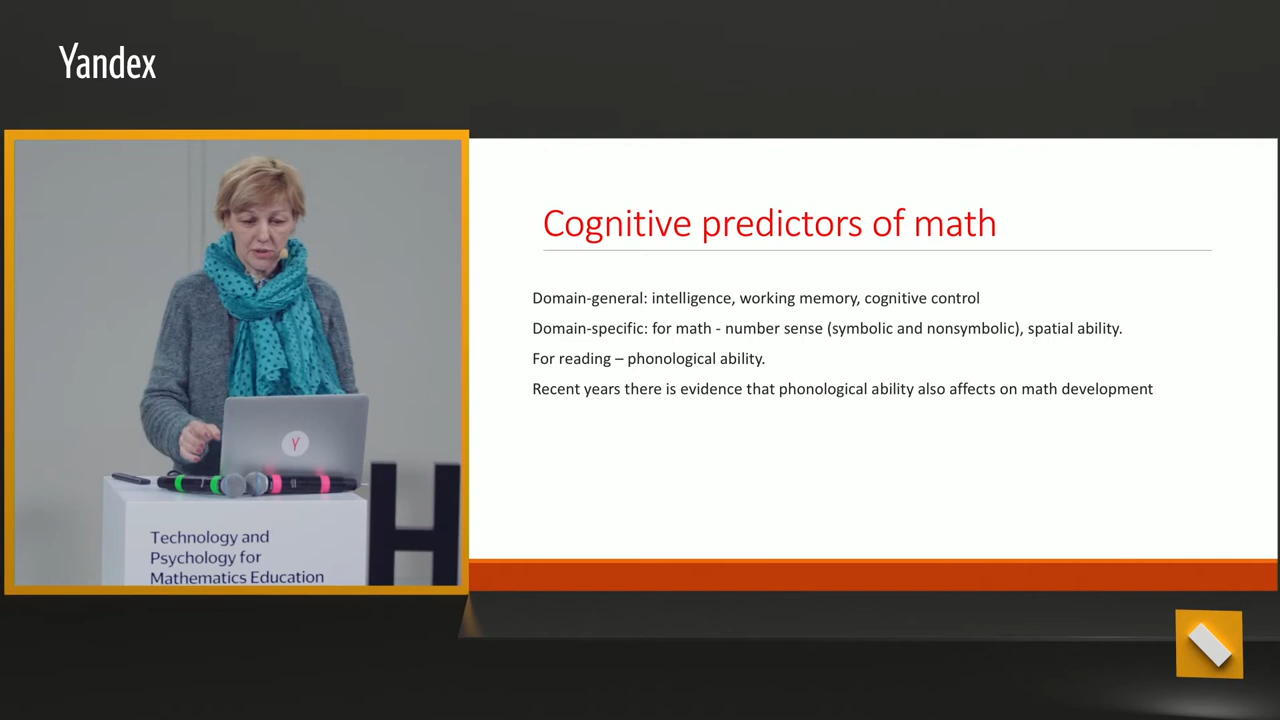 Yandex
Cognitive predictors of math
Domain-general: intelligence, working memory, cognitive control
Domain-specific: for math - number sense (symbolic and nonsymbolic), spatial ability.
For reading – phonological ability.
Recent years there is evidence that phonological ability also affects on math development
Y
H
Technology and
Psychology for
Mathematics Education